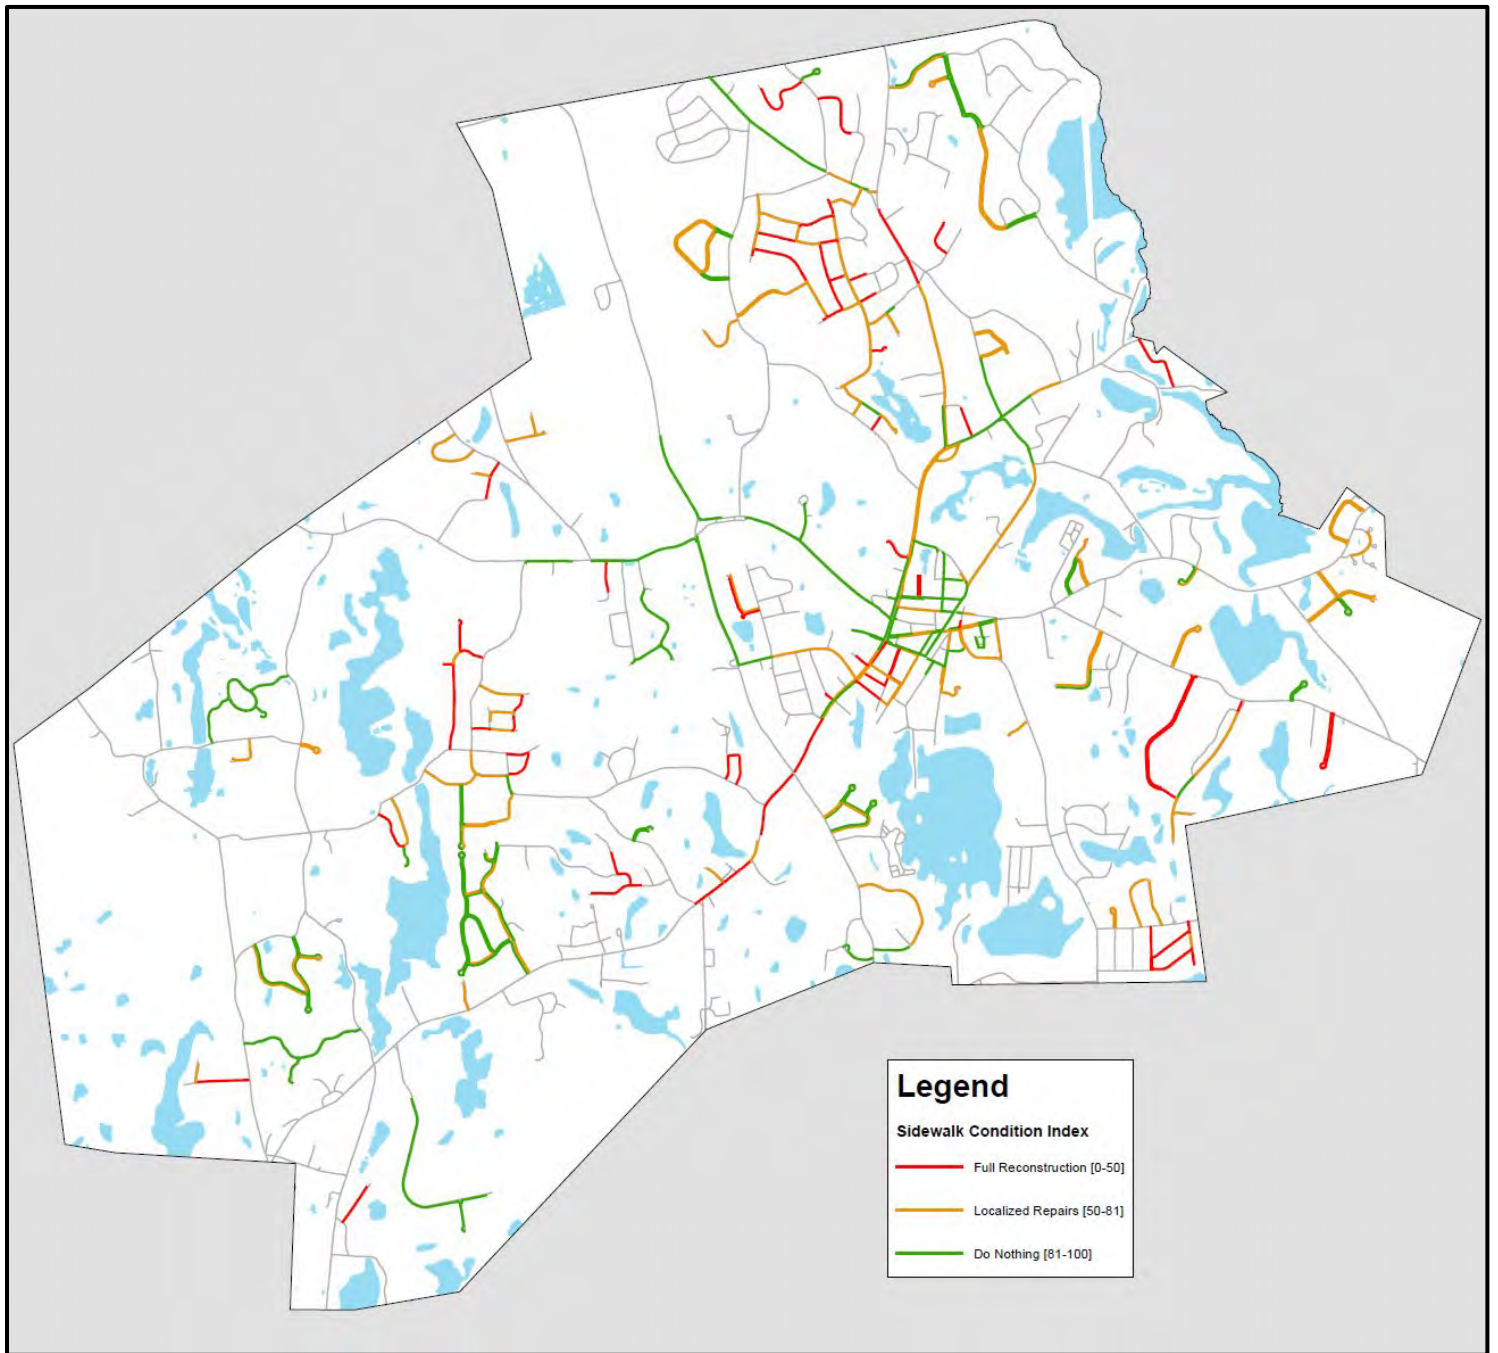 Legend
Sidewalk Condition Index
Full Reconstruction [0-50]
Localized Repairs [50-81]
Do Nothing [81-100]